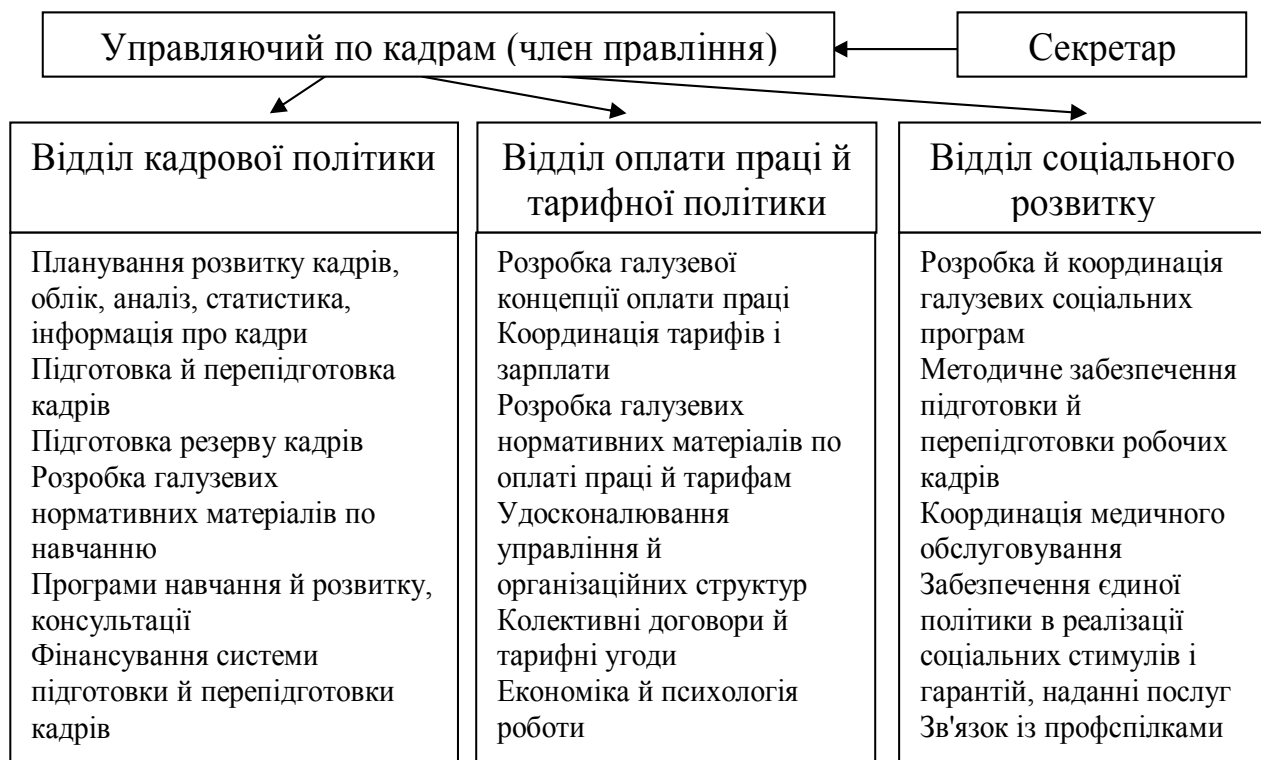 Управляючий по кадрам (член правління)
Секретар
Відділ кадрової політики
Планування розвитку кадрів,
облік, аналіз, статистика,
інформація про кадри
Підготовка й перепідготовка
кадрів
Підготовка резерву кадрів
Розробка галузевих
нормативних матеріалів по
навчанню
Програми навчання й розвитку,
консультації
Фінансування системи
підготовки й перепідготовки
кадрів
Відділ оплати праці й
тарифної політики
Розробка галузевої
концепції оплати праці
Координація тарифів і
зарплати
Розробка галузевих
нормативних матеріалів по
оплаті праці й тарифам
Удосконалювання
управління й
організаційних структур
Колективні договори й
тарифні угоди
Економіка й психологія
роботи
Відділ соціального
розвитку
Розробка й координація
галузевих соціальних
програм
Методичне забезпечення
підготовки й
перепідготовки робочих
кадрів
Координація медичного
обслуговування
Забезпечення єдиної
політики в реалізації
соціальних стимулів і
гарантій, наданні послуг
Зв'язок із профспілками